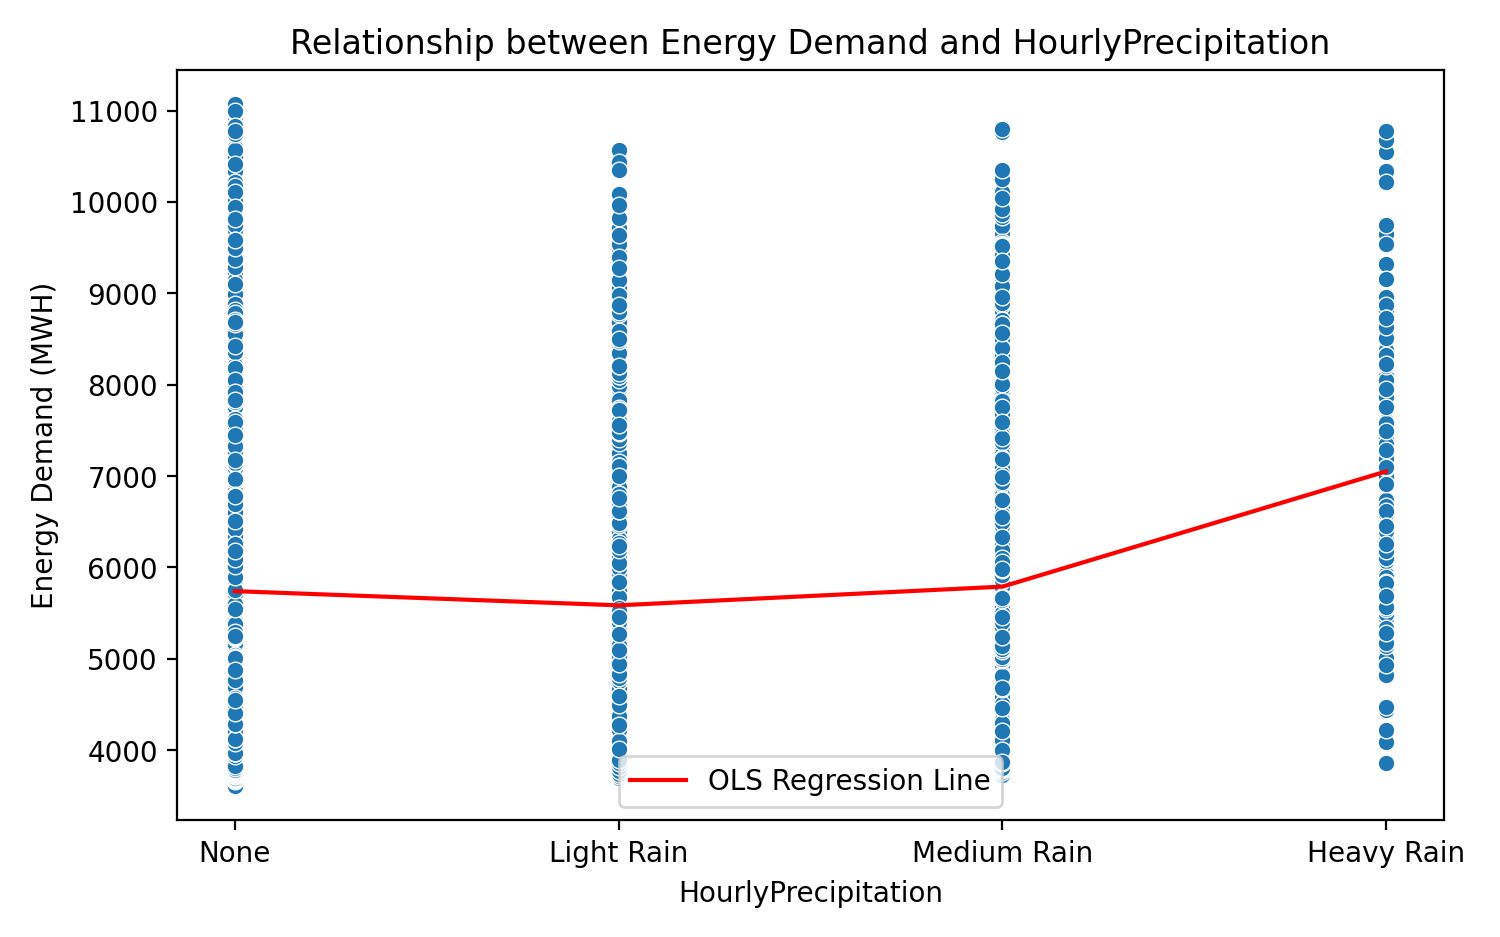 Relationship between Energy Demand and HourlyPrecipitation
Energy Demand (MWH)
11000
10000
9000
8000
7000
6000
5000
4000
OLS Regression Line
None
Light Rain
Medium Rain
Heavy Rain
HourlyPrecipitation